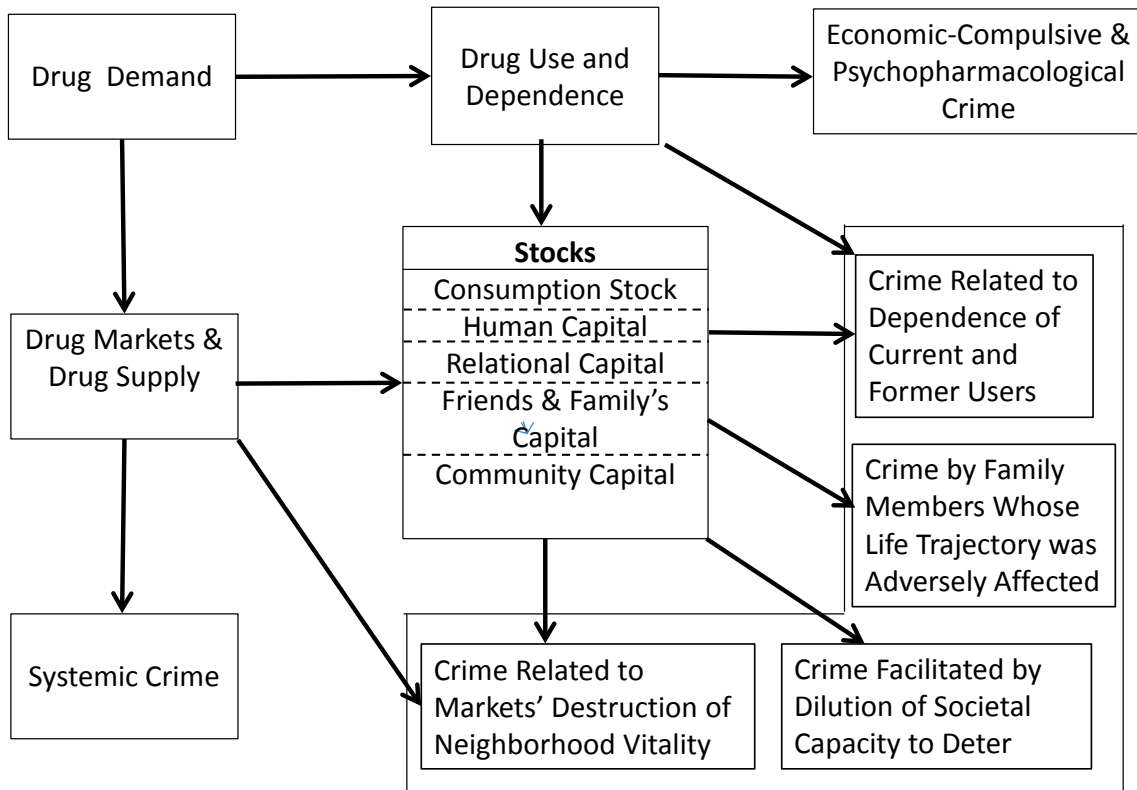 Drug Demand
Drug Use and
Dependence
Economic-Compulsive &
Psychopharmacological
Crime
Stocks
Consumption Stock
Human Capital
Relational Capital
Friends & Family's
Capital
Community Capital
Drug Markets &
Drug Supply
Crime Related to
Dependence of
Current and
Former Users
Crime by Family
Members Whose
Life Trajectory was
Adversely Affected
Systemic Crime
Crime Related to
Markets' Destruction of
Neighborhood Vitality
Crime Facilitated by
Dilution of Societal
Capacity to Deter